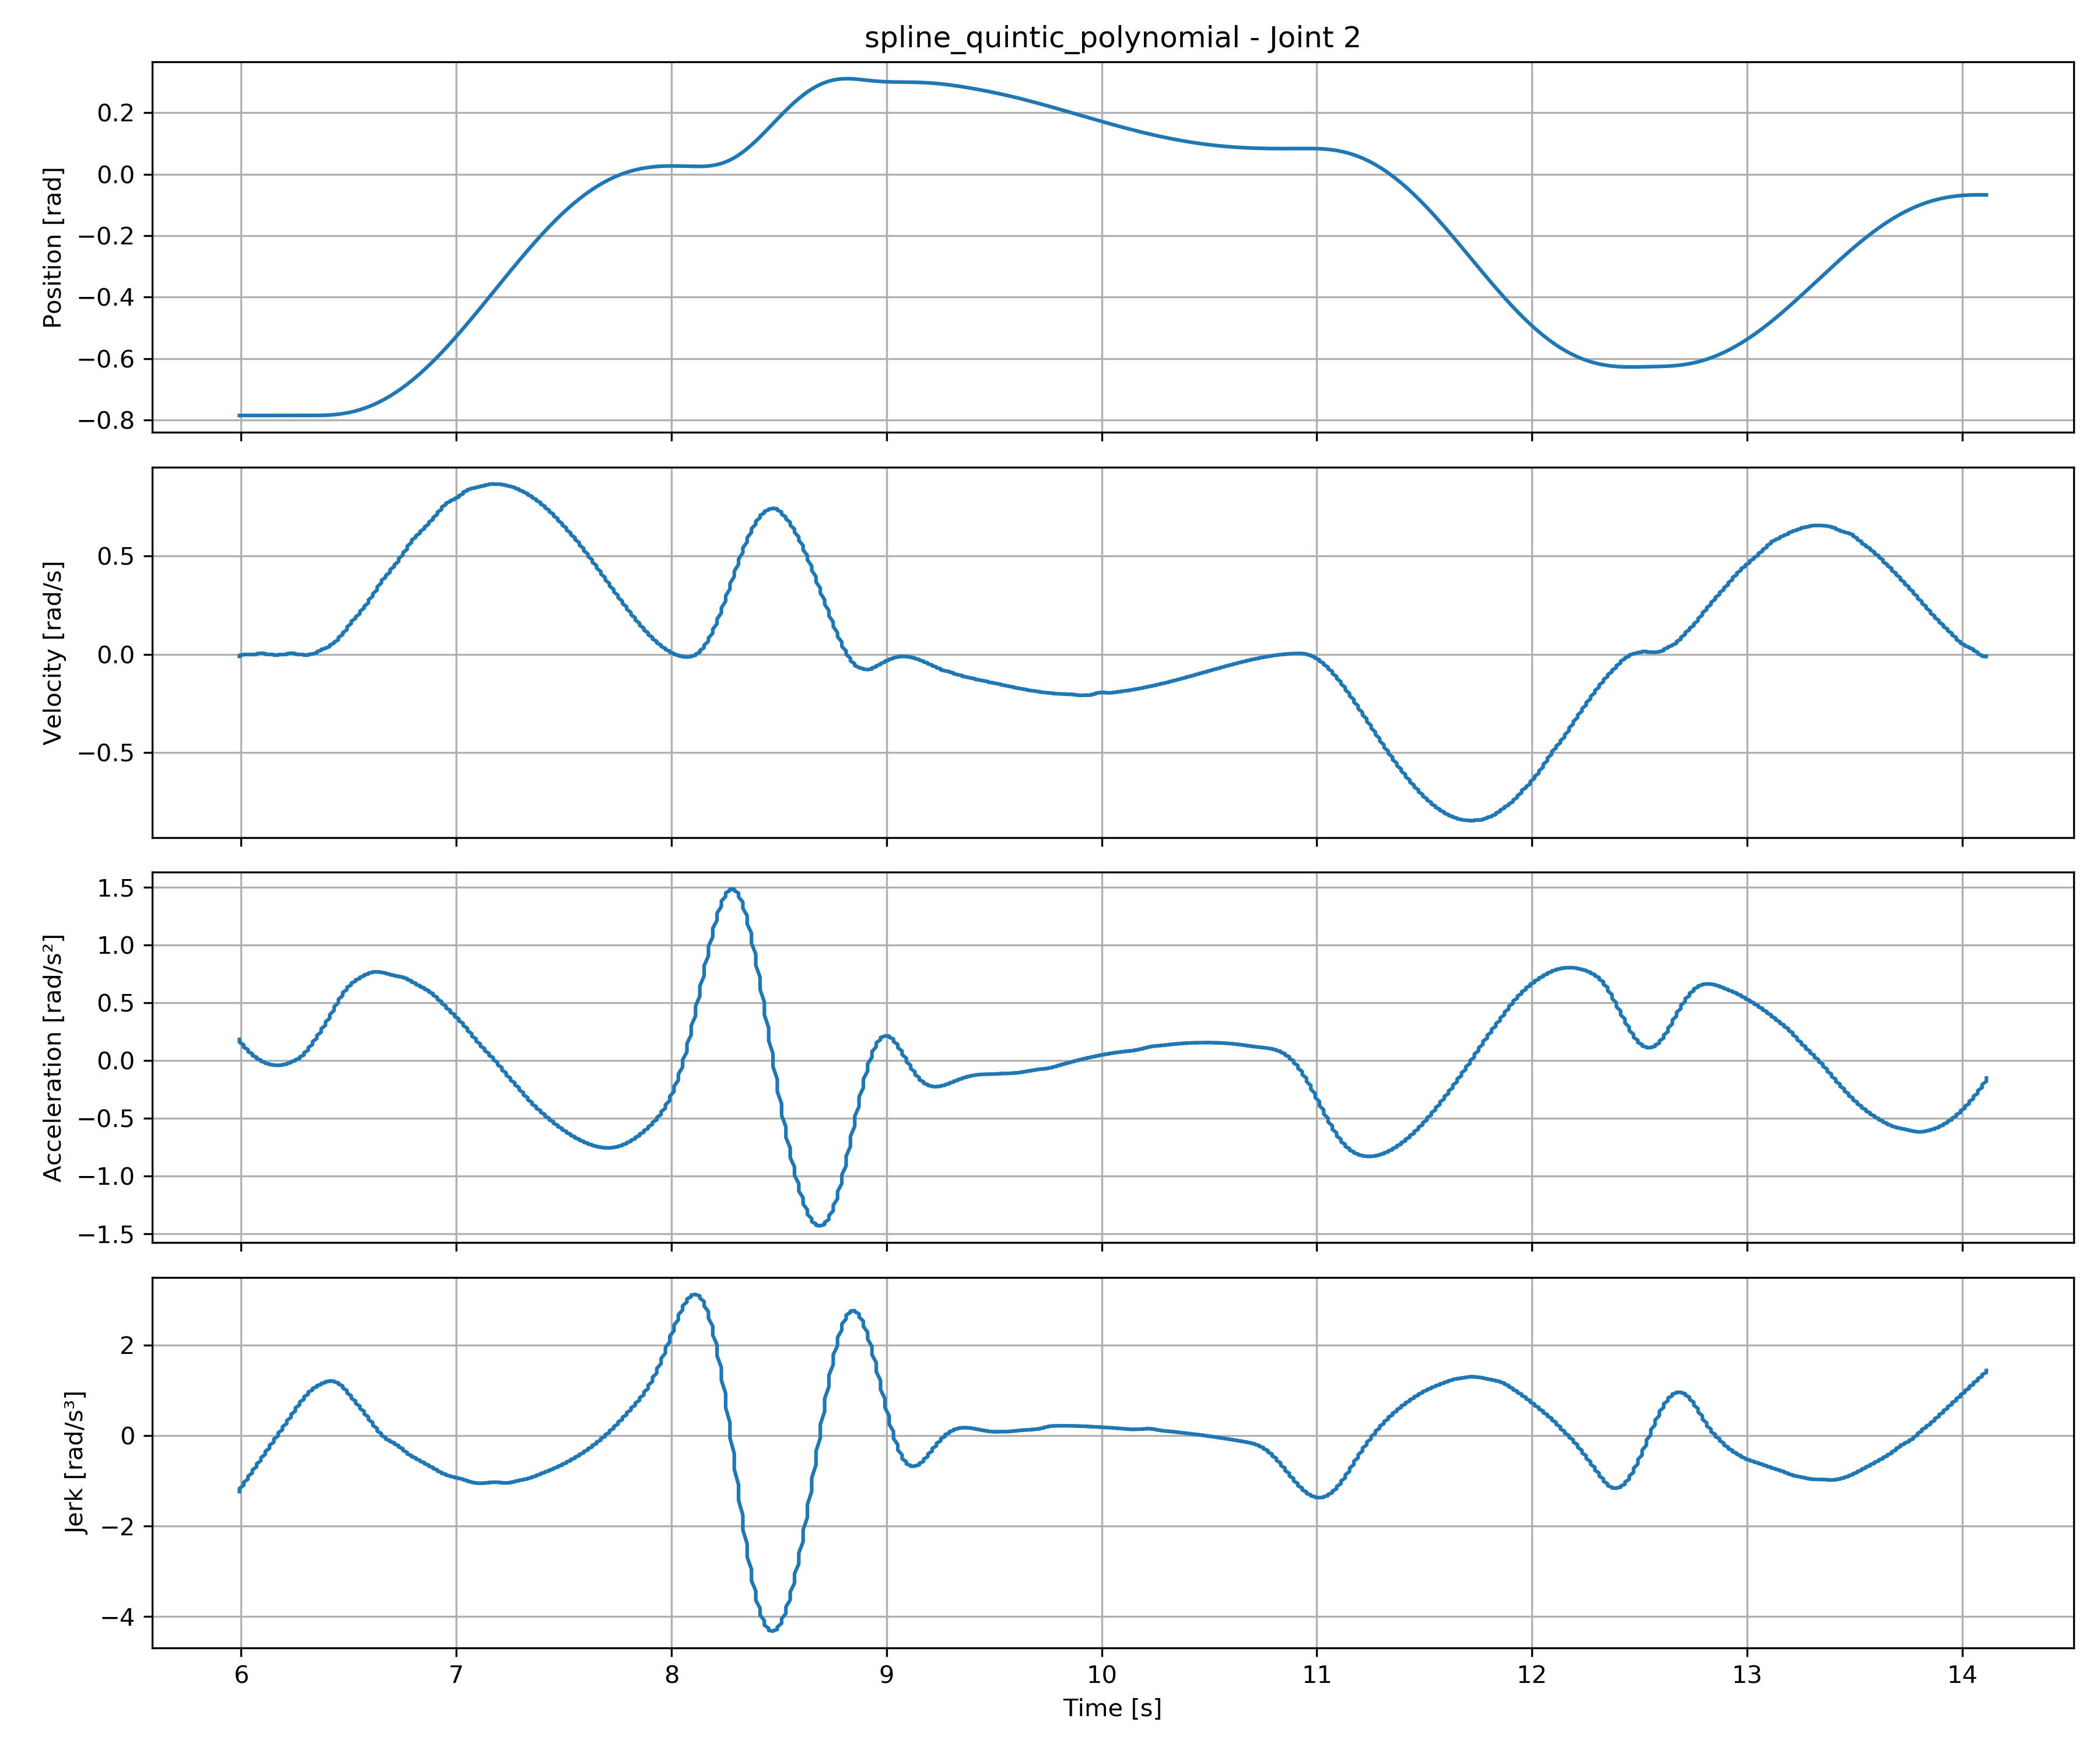 spline_quintic_polynomial - Joint 2
Position [rad]
0.2
0.0
−0.2
−0.4
−0.6
−0.8
Velocity [rad/s]
0.5
0.0
−0.5
Acceleration [rad/s²]
1.5
1.0
0.5
0.0
−0.5
−1.0
−1.5
Jerk [rad/s³]
2
0
−2
−4
6 7 8 9 10 11 12 13 14
Time [s]